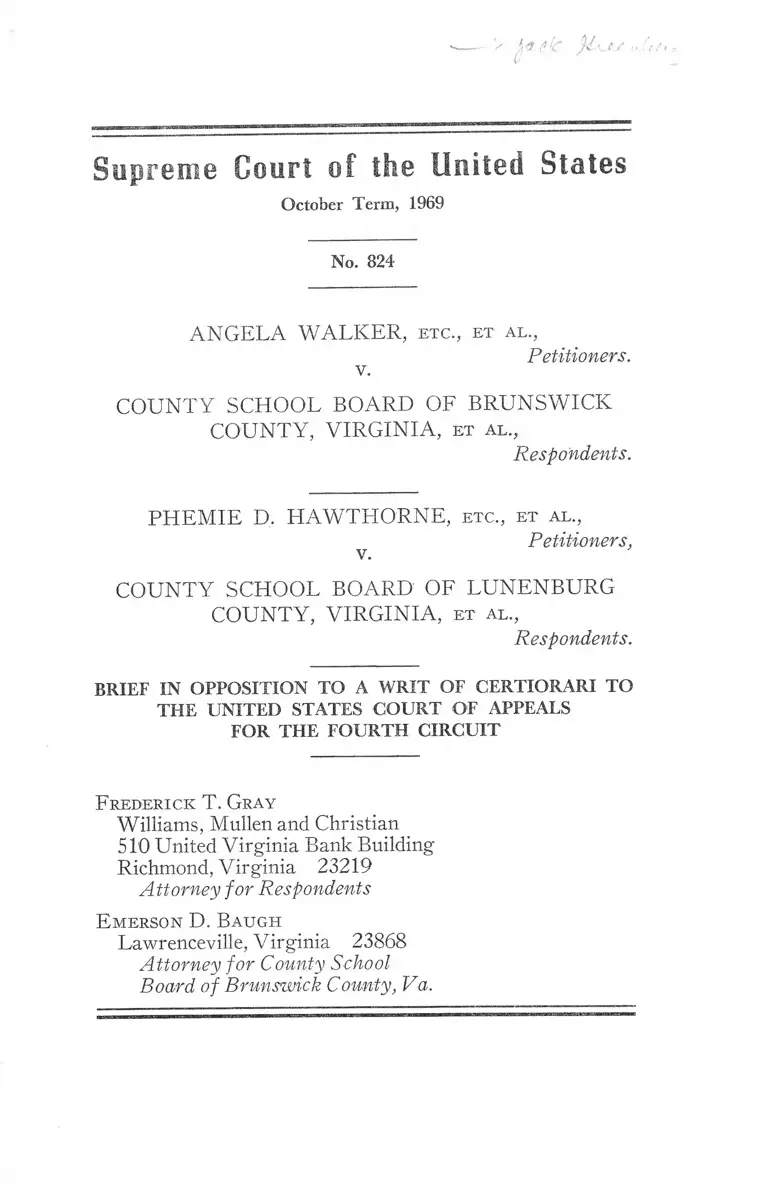 jack
Supreme Court of the United States
October Term, 1969
No. 824
ANGELA WALKER, ETC., ET AL.,
Petitioners.
v.
COUNTY SCHOOL BOARD OF BRUNSWICK
COUNTY, VIRGINIA, ET AL.,
Respondents.
PHEMIE D. HAWTHORNE, ETC., ET AL.,
Petitioners,
v.
COUNTY SCHOOL BOARD OF LUNENBURG
COUNTY, VIRGINIA, ET AL.,
Respondents.
BRIEF IN OPPOSITION TO A WRIT OF CERTIORARI TO
THE UNITED STATES COURT OF APPEALS
FOR THE FOURTH CIRCUIT
FREDERICK T. GRAY
Williams, Mullen and Christian
510 United Virginia Bank Building
Richmond, Virginia 23219
Attorney for Respondents
EMERSON D. BAUGH
Lawrenceville, Virginia 23868
Attorney for County School
Board of Brunswick County, Va.